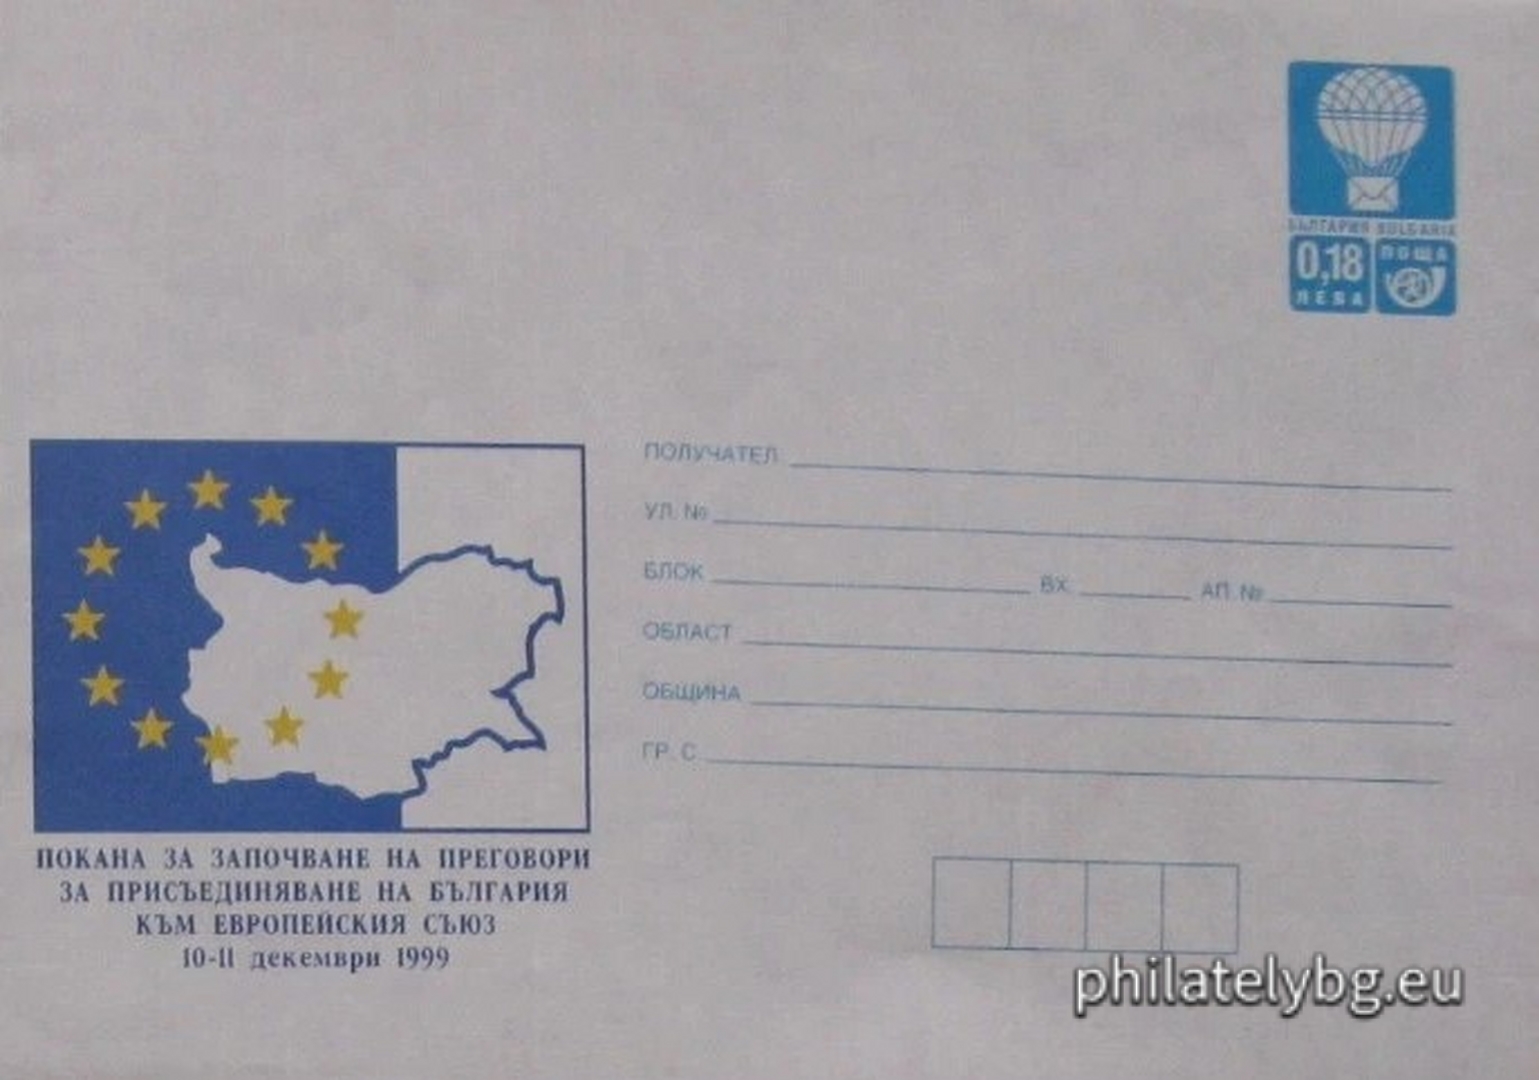 БЪЛГАРИЯ BULGARIA
0,18
ЛЕВА
ПОЩА
ПОЛУЧАТЕЛ
УЛ. №
БЛОК ВХ. АП. №
ОБЛАСТ
ОБЩИНА
ГР. С.
ПОКАНА ЗА ЗАПОЧВАНЕ НА ПРЕГОВОРИ
ЗА ПРИСЪЕДИНЯВАНЕ НА БЪЛГАРИЯ
КЪМ ЕВРОПЕЙСКИЯ СЪЮЗ
10-11 декември 1999
philatelybg.eu